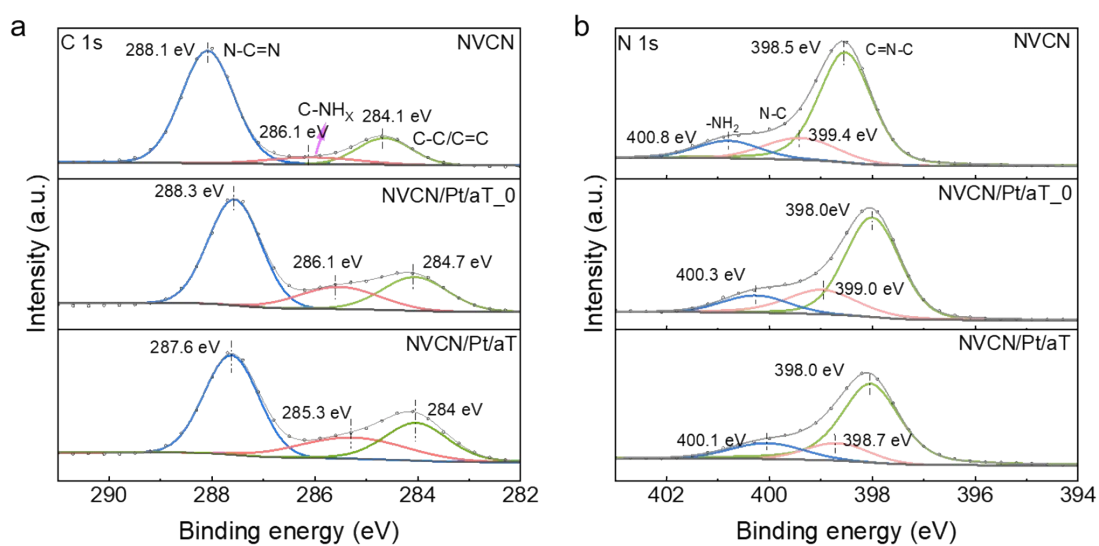 a
C 1s
NVCN
288.1 eV
N-C=N
C-NHX
284.1 eV
286.1 eV
C-C/C=C
NVCN/Pt/aT_0
288.3 eV
286.1 eV
284.7 eV
NVCN/Pt/aT
287.6 eV
285.3 eV
284 eV
Intensity (a.u.)
290
288
286
284
282
Binding energy (eV)
b
N 1s
NVCN
398.5 eV
C=N-C
N-C
-NH2
400.8 eV
399.4 eV
NVCN/Pt/aT_0
398.0eV
400.3 eV
399.0 eV
NVCN/Pt/aT
398.0 eV
400.1 eV
398.7 eV
Intensity (a.u.)
402
400
398
396
394
Binding energy (eV)